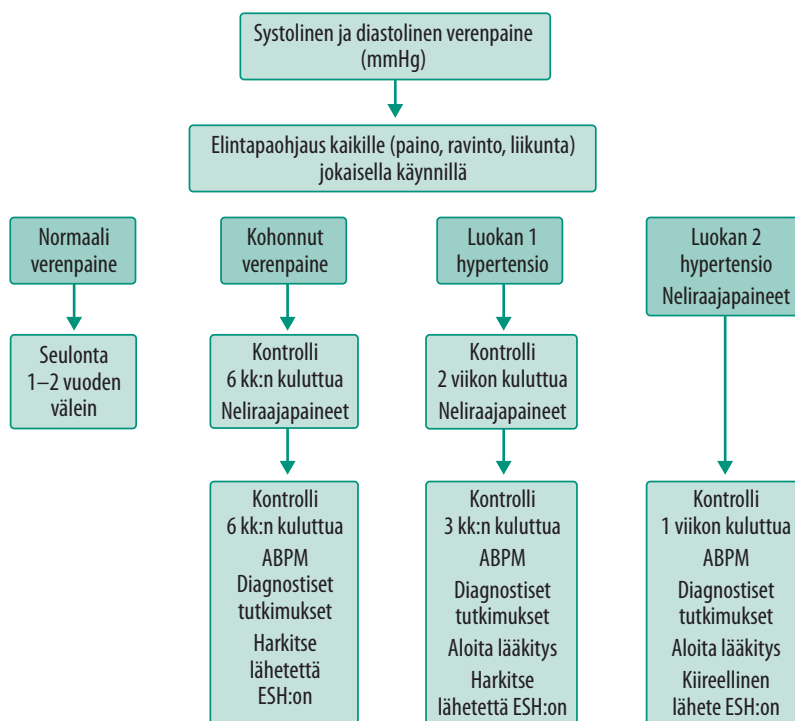 Systolinen ja diastolinen verenpaine
(mmHg)
Elintapaohjaus kaikille (paino, ravinto, liikunta)
jokaisella käynnillä
Normaali
verenpaine
Seulonta
1–2 vuoden
välein
Kohonnut
verenpaine
Kontrolli
6 kk:n kuluttua
Neliraajapaineet
Kontrolli
6 kk:n kuluttua
ABPM
Diagnostiset
tutkimukset
Harkitse
lähetettä
ESH:on
Luokan 1
hypertensio
Kontrolli
2 viikon kuluttua
Neliraajapaineet
Kontrolli
3 kk:n kuluttua
ABPM
Diagnostiset
tutkimukset
Aloita lääkitys
Harkitse
lähetettä ESH:on
Luokan 2
hypertensio
Neliraajapaineet
Kontrolli
1 viikon kuluttua
ABPM
Diagnostiset
tutkimukset
Aloita lääkitys
Kiireellinen
lähete ESH:on